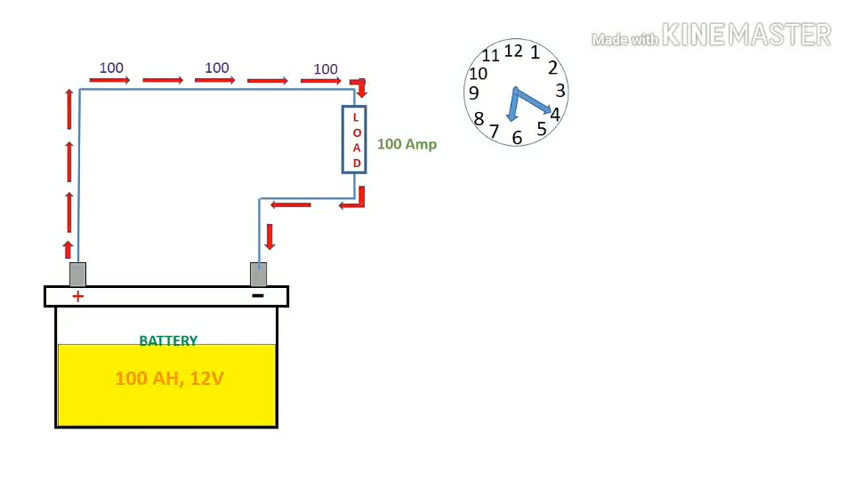 Made with KINEMASTER
100
100
100
L
O
A
D
100 Amp
11 12 1
10 2
9 3
8 4
7 6 5
+
-
BATTERY
100 AH, 12V